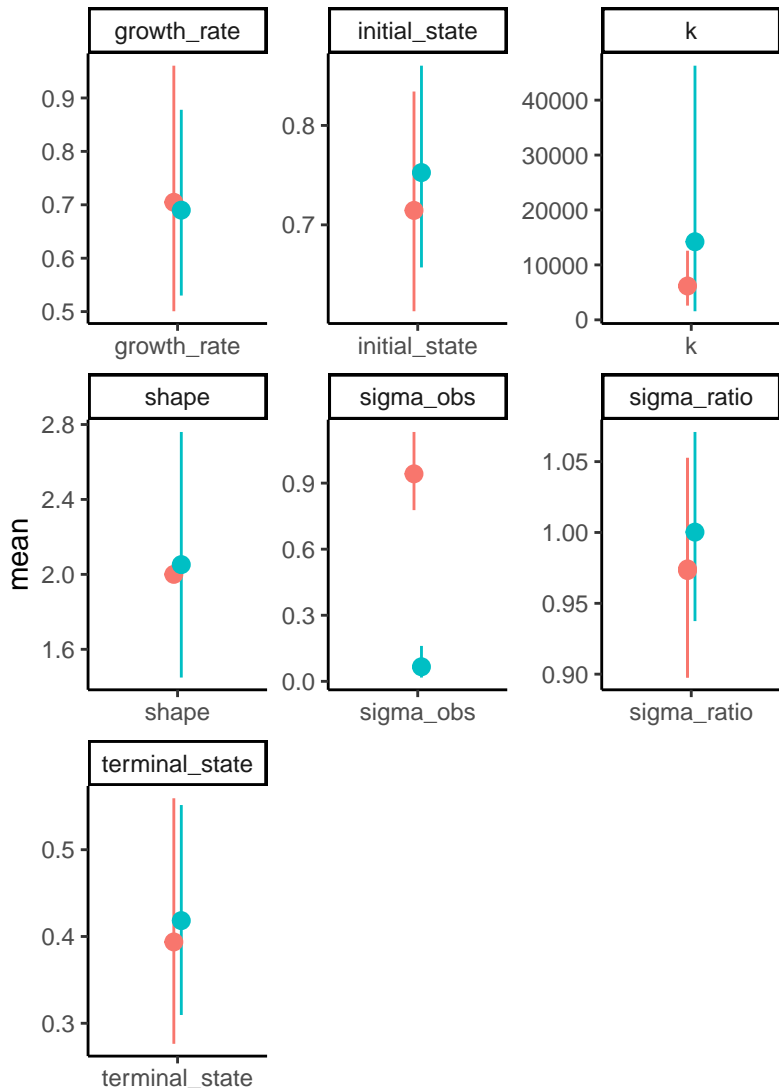 growth_rate
initial_state
k
0.9
0.8
0.7
0.6
0.5
0.8
0.7
40000
30000
20000
10000
0
growth_rate
initial_state
k
shape
sigma_obs
sigma_ratio
2.8
2.4
2.0
1.6
0.9
0.6
0.3
0.0
1.05
1.00
0.95
0.90
mean
shape
sigma_obs
sigma_ratio
terminal_state
0.5
0.4
0.3
terminal_state